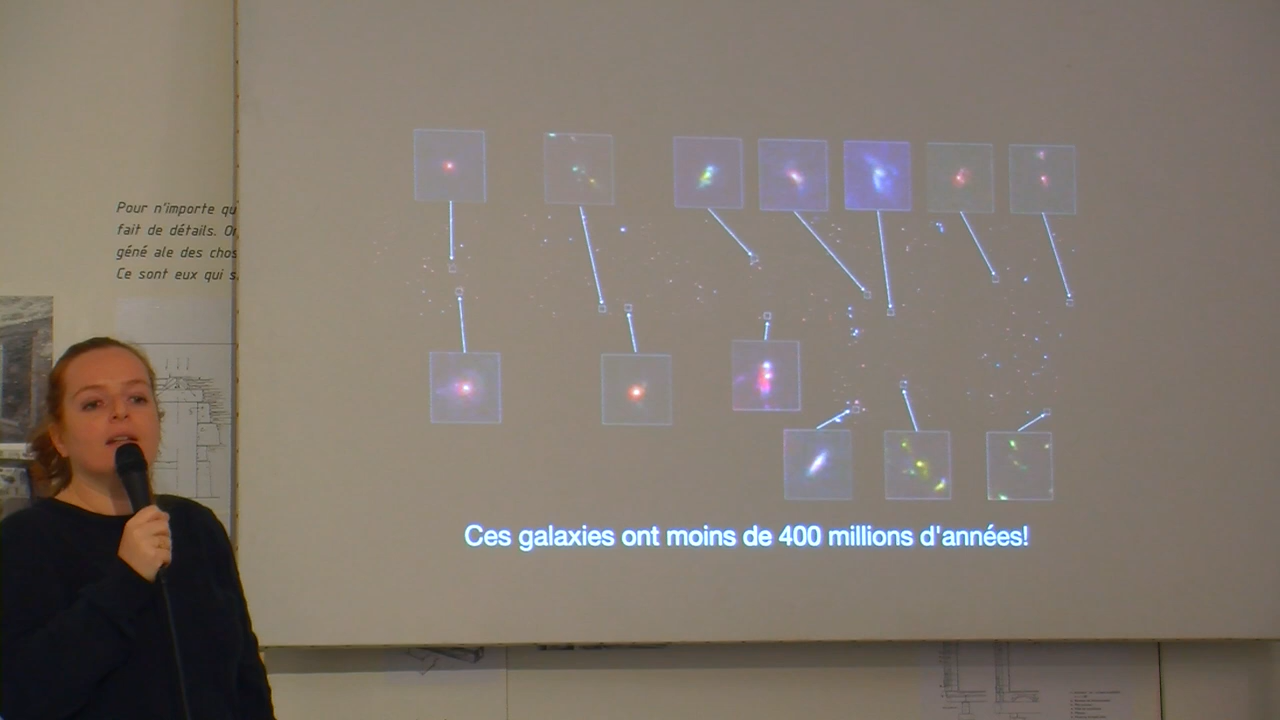 Pour n'importe qu
fait de détails. O
géné ale des chos
Ce sont eux qui s
Ces galaxies ont moins de 400 millions d'années!